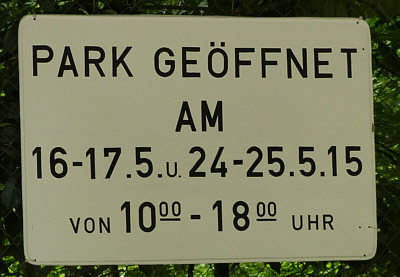 PARK GEÖFFNET
AM
16-17.5.u. 24-25.5.15
VON 10⁰⁰ - 18⁰⁰ UHR